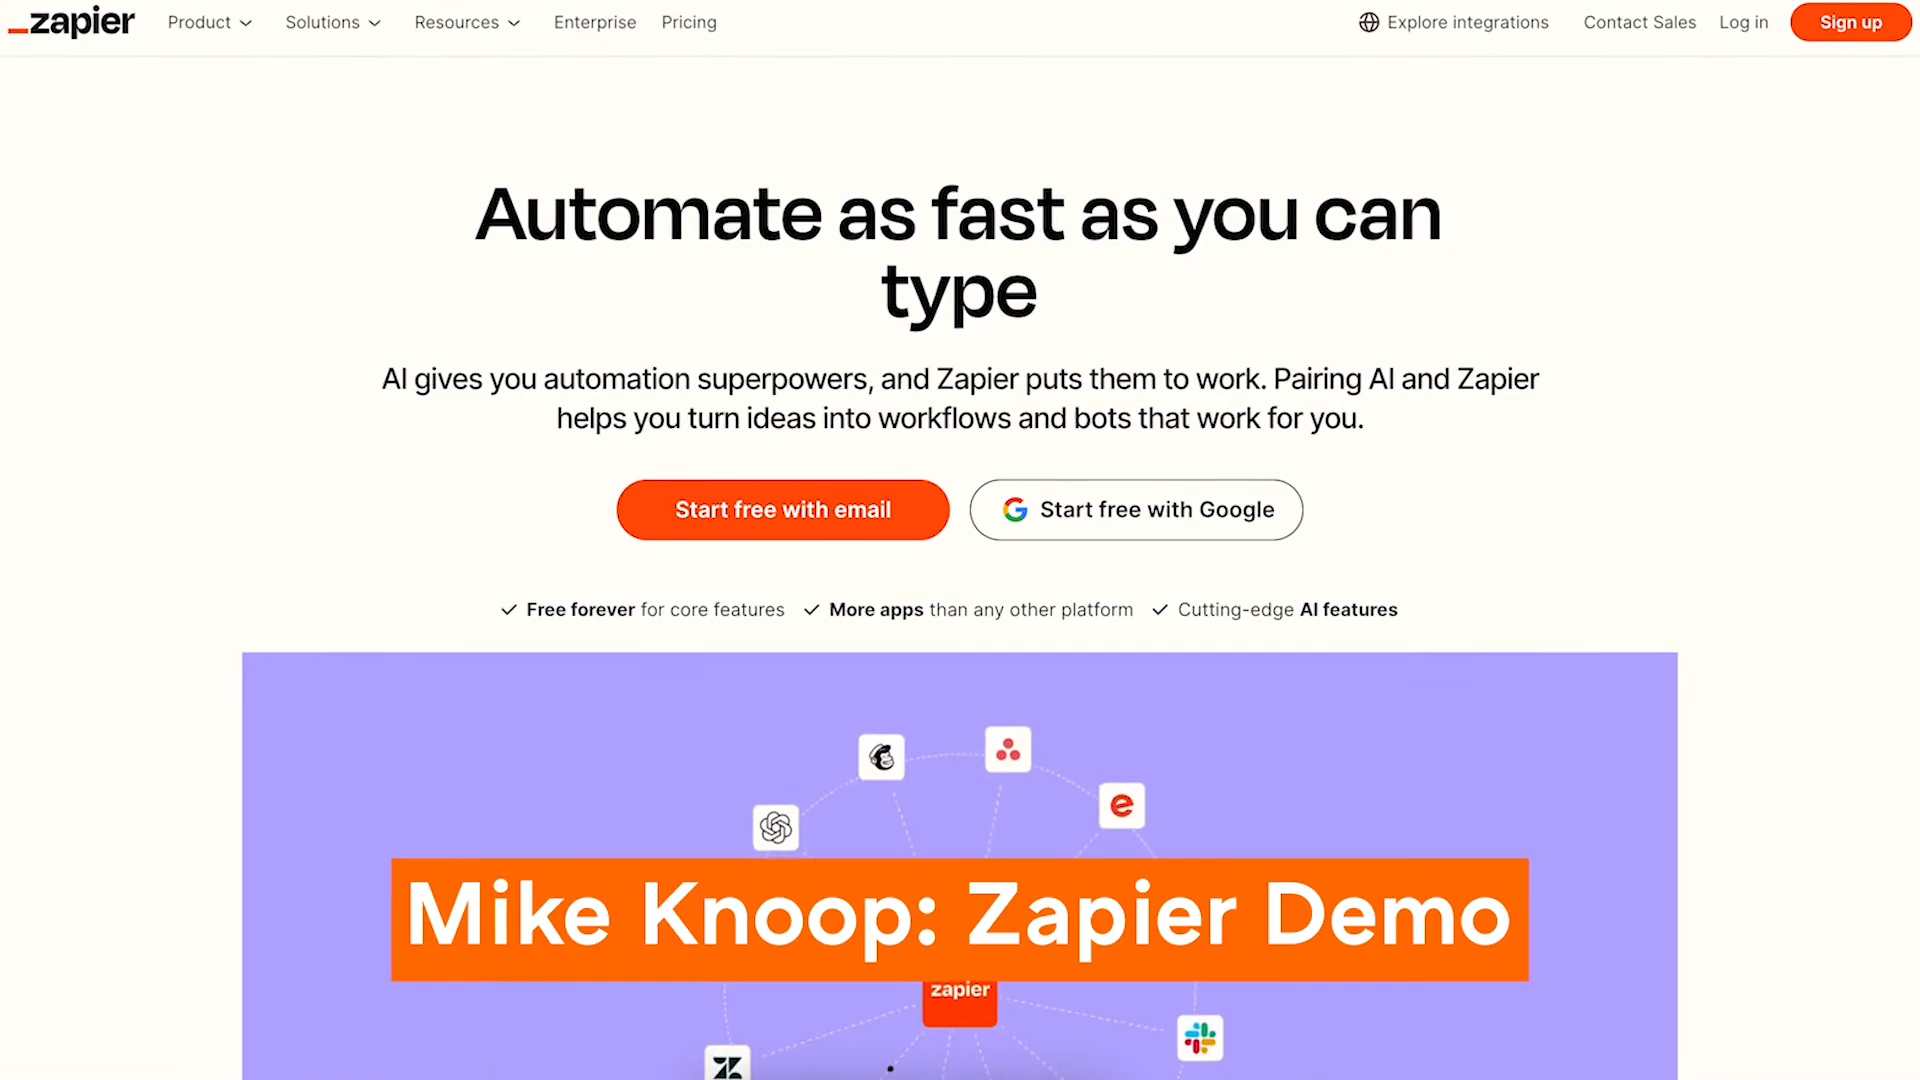 zapier Product Solutions Resources Enterprise Pricing Explore integrations Contact Sales Log in Sign up
Automate as fast as you can
type
AI gives you automation superpowers, and Zapier puts them to work. Pairing AI and Zapier
helps you turn ideas into workflows and bots that work for you.
Start free with email Start free with Google
Free forever for core features More apps than any other platform Cutting-edge AI features
Mike Knoop: Zapier Demo
zapier